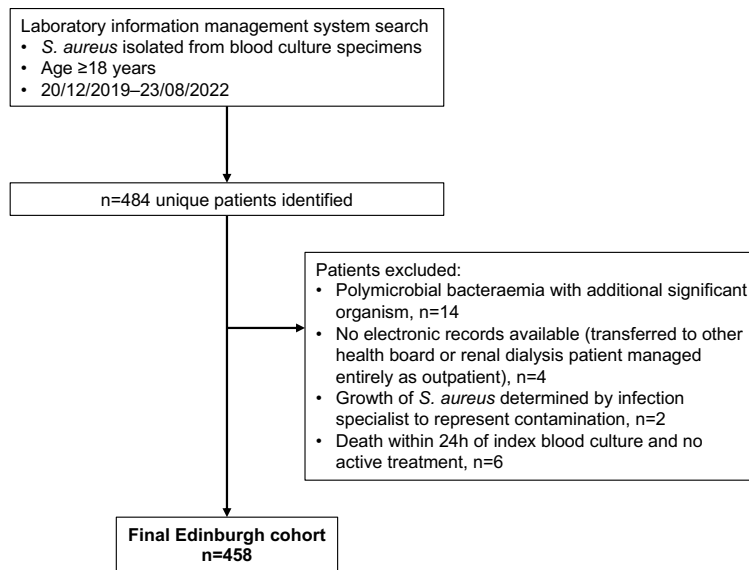 Laboratory information management system search
• S. aureus isolated from blood culture specimens
• Age ≥18 years
• 20/12/2019–23/08/2022
n=484 unique patients identified
Patients excluded:
• Polymicrobial bacteraemia with additional significant
organism, n=14
• No electronic records available (transferred to other
health board or renal dialysis patient managed
entirely as outpatient), n=4
• Growth of S. aureus determined by infection
specialist to represent contamination, n=2
• Death within 24h of index blood culture and no
active treatment, n=6
Final Edinburgh cohort
n=458